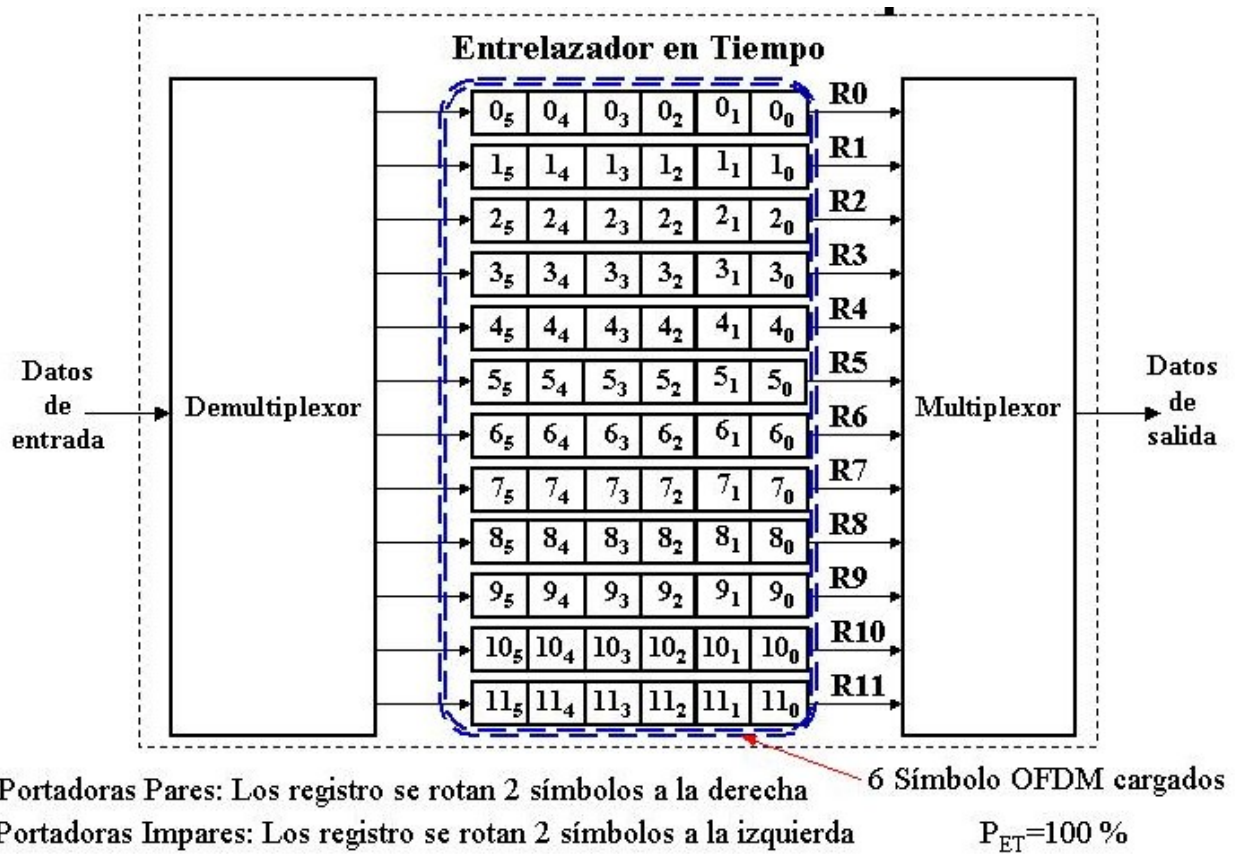 Entrelazador en Tiempo
0₅ 0₄ 0₃ 0₂ 0₁ 0₀ R0
1₅ 1₄ 1₃ 1₂ 1₁ 1₀ R1
2₅ 2₄ 2₃ 2₂ 2₁ 2₀ R2
3₅ 3₄ 3₃ 3₂ 3₁ 3₀ R3
4₅ 4₄ 4₃ 4₂ 4₁ 4₀ R4
5₅ 5₄ 5₃ 5₂ 5₁ 5₀ R5
6₅ 6₄ 6₃ 6₂ 6₁ 6₀ R6
7₅ 7₄ 7₃ 7₂ 7₁ 7₀ R7
8₅ 8₄ 8₃ 8₂ 8₁ 8₀ R8
9₅ 9₄ 9₃ 9₂ 9₁ 9₀ R9
10₅ 10₄ 10₃ 10₂ 10₁ 10₀ R10
11₅ 11₄ 11₃ 11₂ 11₁ 11₀ R11
Datos
de
entrada
Demultiplexor
Multiplexor
Datos
de
salida
6 Símbolo OFDM cargados
Portadoras Pares: Los registro se rotan 2 símbolos a la derecha
Portadoras Impares: Los registro se rotan 2 símbolos a la izquierda
P_ET=100 %